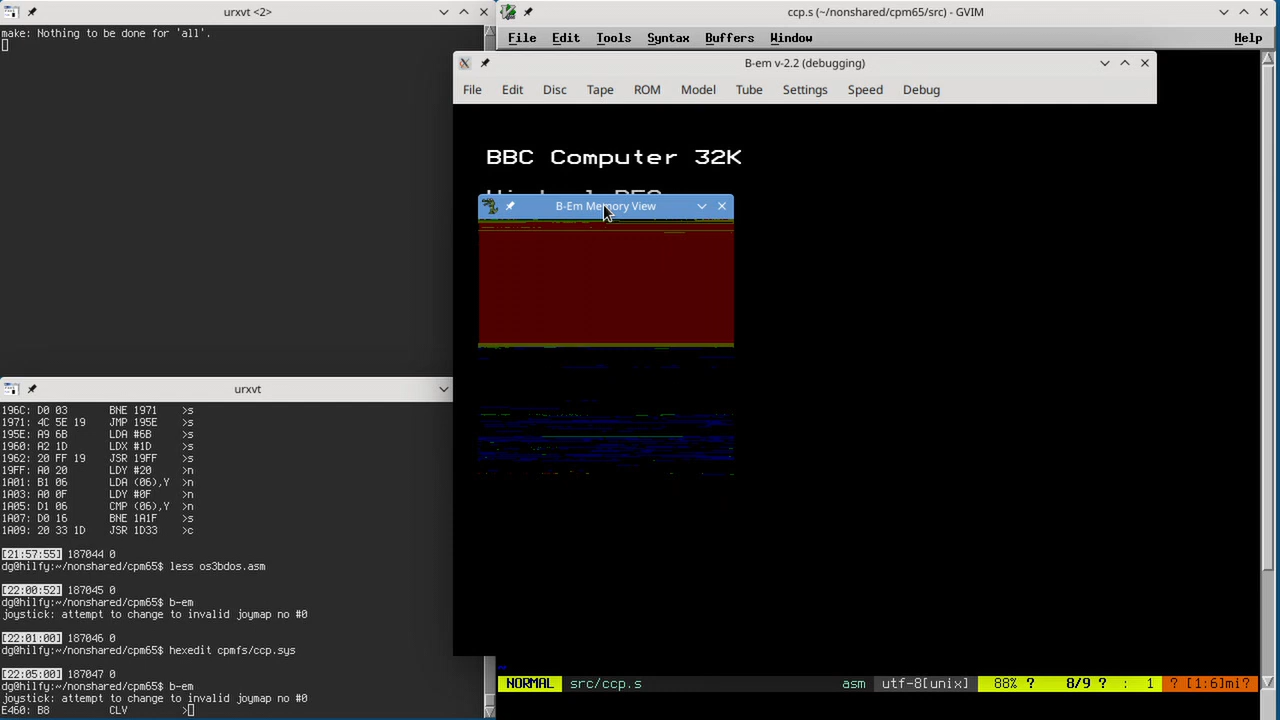 urxvt <2>
make: Nothing to be done for 'all'.
ccp.s (~/nonshared/cpm65/src) - GVIM
File Edit Tools Syntax Buffers Window Help
B-em v-2.2 (debugging)
File Edit Disc Tape ROM Model Tube Settings Speed Debug
BBC Computer 32K
B-Em Memory View
urxvt
196C: D0 03 BNE 1971 >s
1971: 4C 5E 19 JMP 195E >s
195E: A9 6B LDA #6B >s
1960: A2 1D LDX #1D >s
1962: 20 FF 19 JSR 19FF >s
19FF: A0 20 LDY #20 >n
1A01: B1 06 LDA (06),Y >n
1A03: A0 0F LDY #0F >n
1A05: D1 06 CMP (06),Y >n
1A07: D0 16 BNE 1A1F >s
1A09: 20 33 1D JSR 1D33 >c
[21:57:55] 187044 0
dg@hilfy:~/nonshared/cpm65$ less os3bdos.asm
[22:00:52] 187045 0
dg@hilfy:~/nonshared/cpm65$ b-em
joystick: attempt to change to invalid joymap no #0
[22:01:00] 187046 0
dg@hilfy:~/nonshared/cpm65$ hexedit cpmfs/ccp.sys
[22:05:00] 187047 0
dg@hilfy:~/nonshared/cpm65$ b-em
joystick: attempt to change to invalid joymap no #0
E460: B8 CLV >
NORMAL src/ccp.s asm utf-8[unix] 88% ? 8/9 ? : 1 ? [1:6]mi?